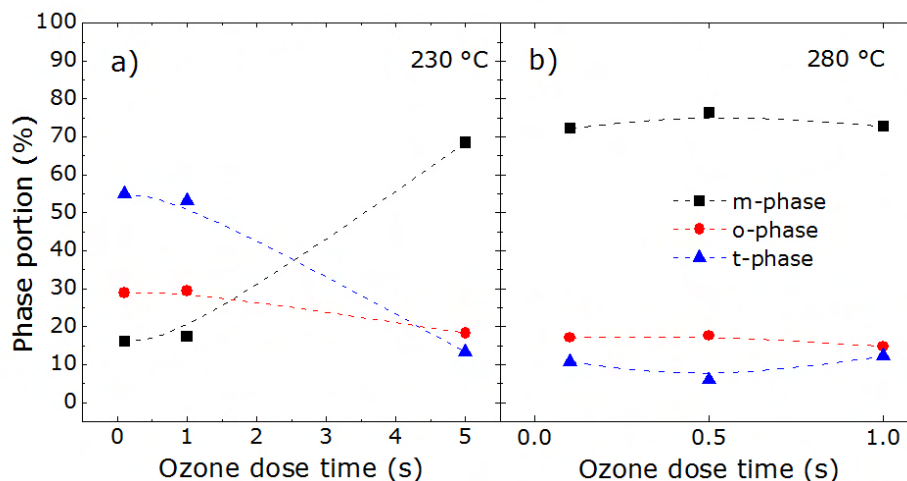 a)
230 °C
b)
280 °C
Phase portion (%)
100
90
80
70
60
50
40
30
20
10
0
m-phase
o-phase
t-phase
0 1 2 3 4 5
0.0 0.5 1.0
Ozone dose time (s)
Ozone dose time (s)